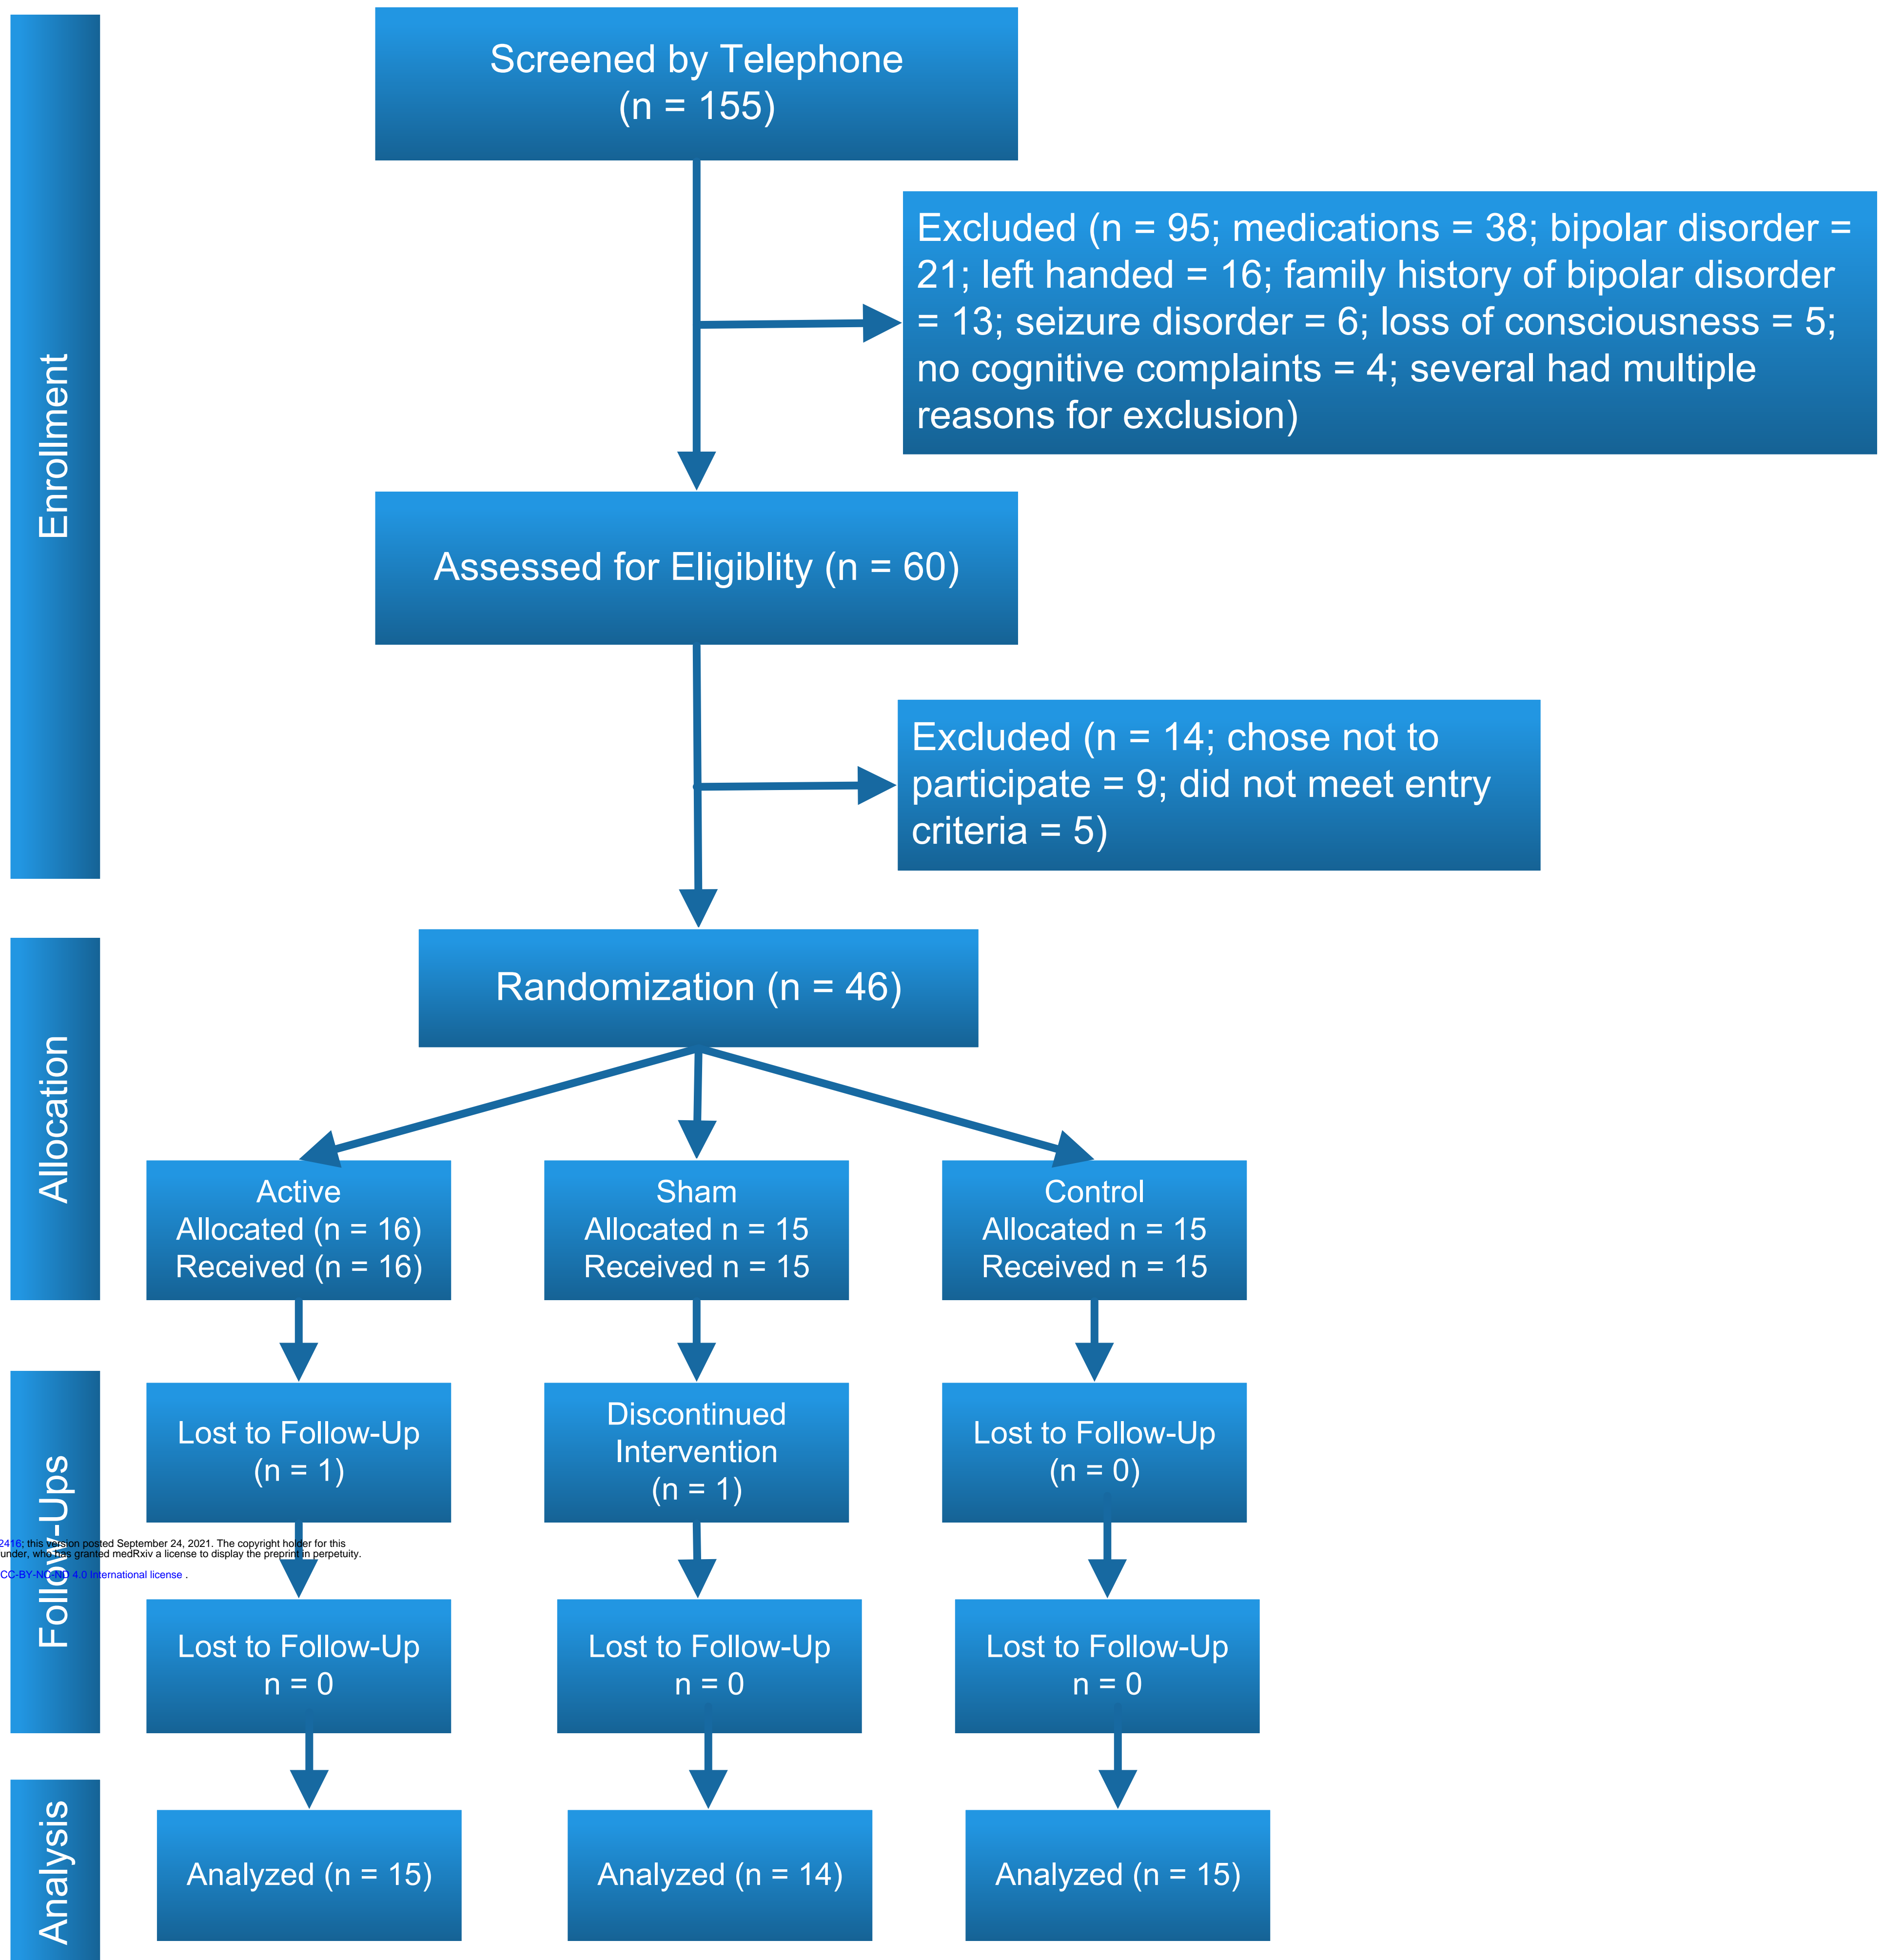 Enrollment
Screened by Telephone
(n = 155)
Excluded (n = 95; medications = 38; bipolar disorder =
21; left handed = 16; family history of bipolar disorder
= 13; seizure disorder = 6; loss of consciousness = 5;
no cognitive complaints = 4; several had multiple
reasons for exclusion)
Assessed for Eligiblity (n = 60)
Excluded (n = 14; chose not to
participate = 9; did not meet entry
criteria = 5)
Allocation
Randomization (n = 46)
Active
Allocated (n = 16)
Received (n = 16)
Sham
Allocated n = 15
Received n = 15
Control
Allocated n = 15
Received n = 15
Follow-Ups
Lost to Follow-Up
(n = 1)
Discontinued
Intervention
(n = 1)
Lost to Follow-Up
(n = 0)
2416; this version posted September 24, 2021. The copyright holder for this
under, who has granted medRxiv a license to display the preprint in perpetuity.
CC-BY-NC-ND 4.0 International license .
Lost to Follow-Up
n = 0
Lost to Follow-Up
n = 0
Lost to Follow-Up
n = 0
Analysis
Analyzed (n = 15)
Analyzed (n = 14)
Analyzed (n = 15)